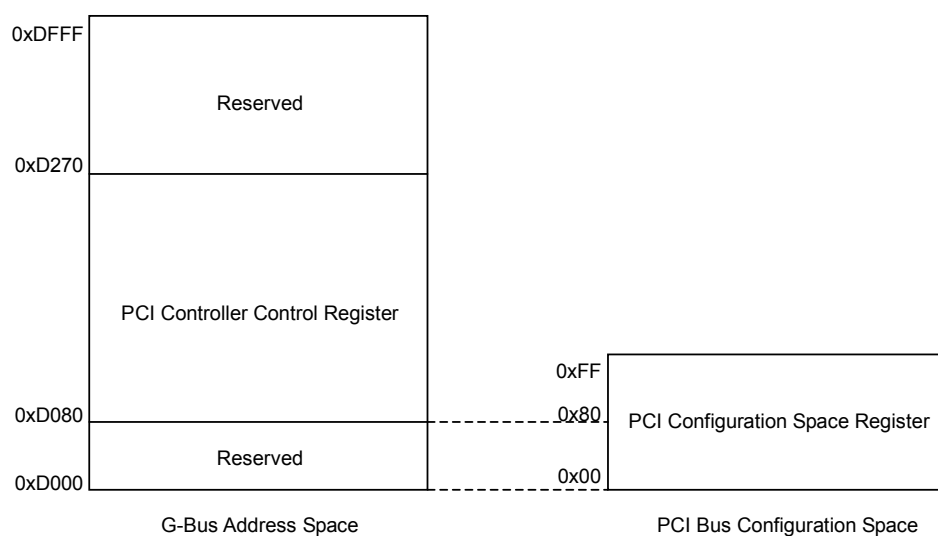 0xDFFF
Reserved
0xD270
PCI Controller Control Register
0xFF
0xD080
0x80
PCI Configuration Space Register
Reserved
0x00
0xD000
G-Bus Address Space
PCI Bus Configuration Space